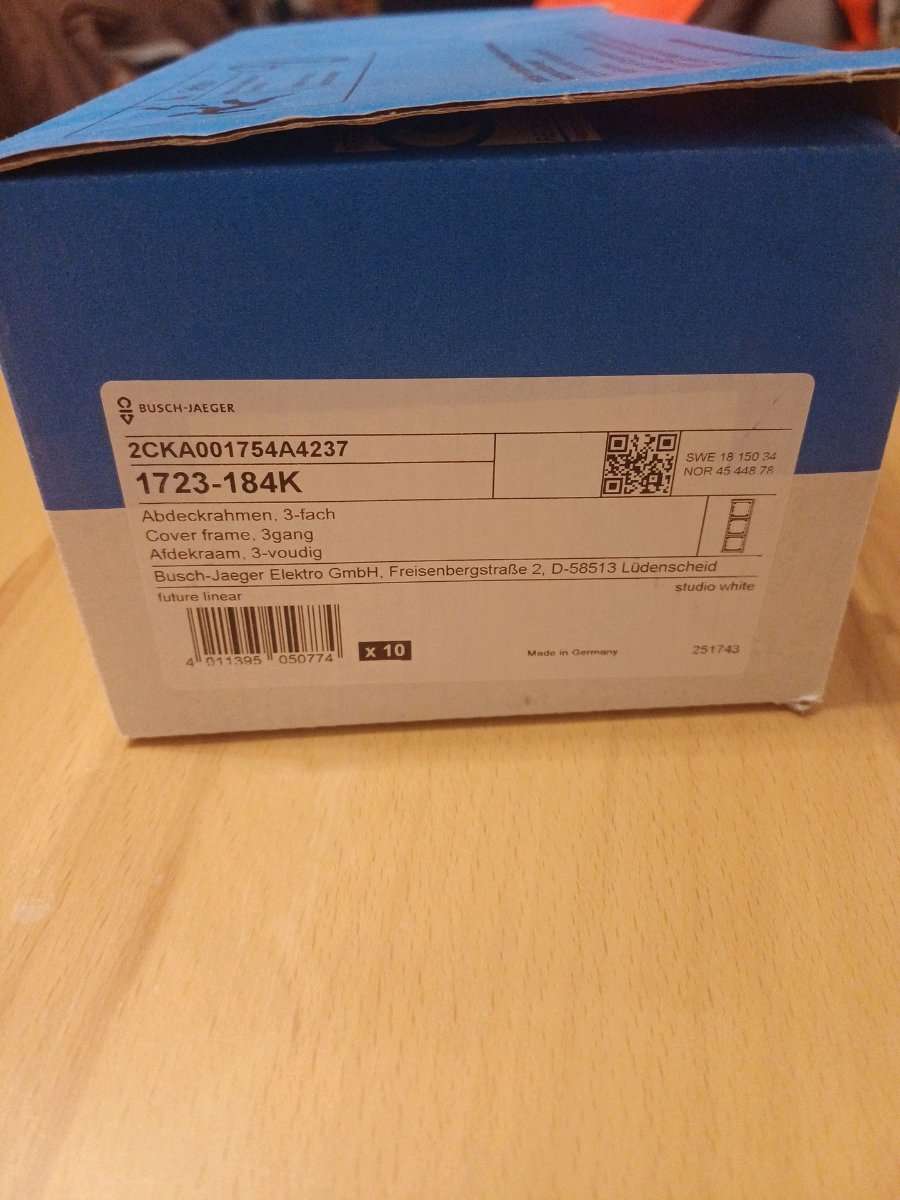 BUSCH-JAEGER
2CKA001754A4237
1723-184K
SWE 18 150 34
NOR 45 448 78
Abdeckrahmen, 3-fach
Cover frame, 3gang
Afdekraam, 3-voudig
Busch-Jaeger Elektro GmbH, Freisenbergstraße 2, D-58513 Lüdenscheid
future linear
studio white
4 011395 050774
x 10
Made in Germany
251743